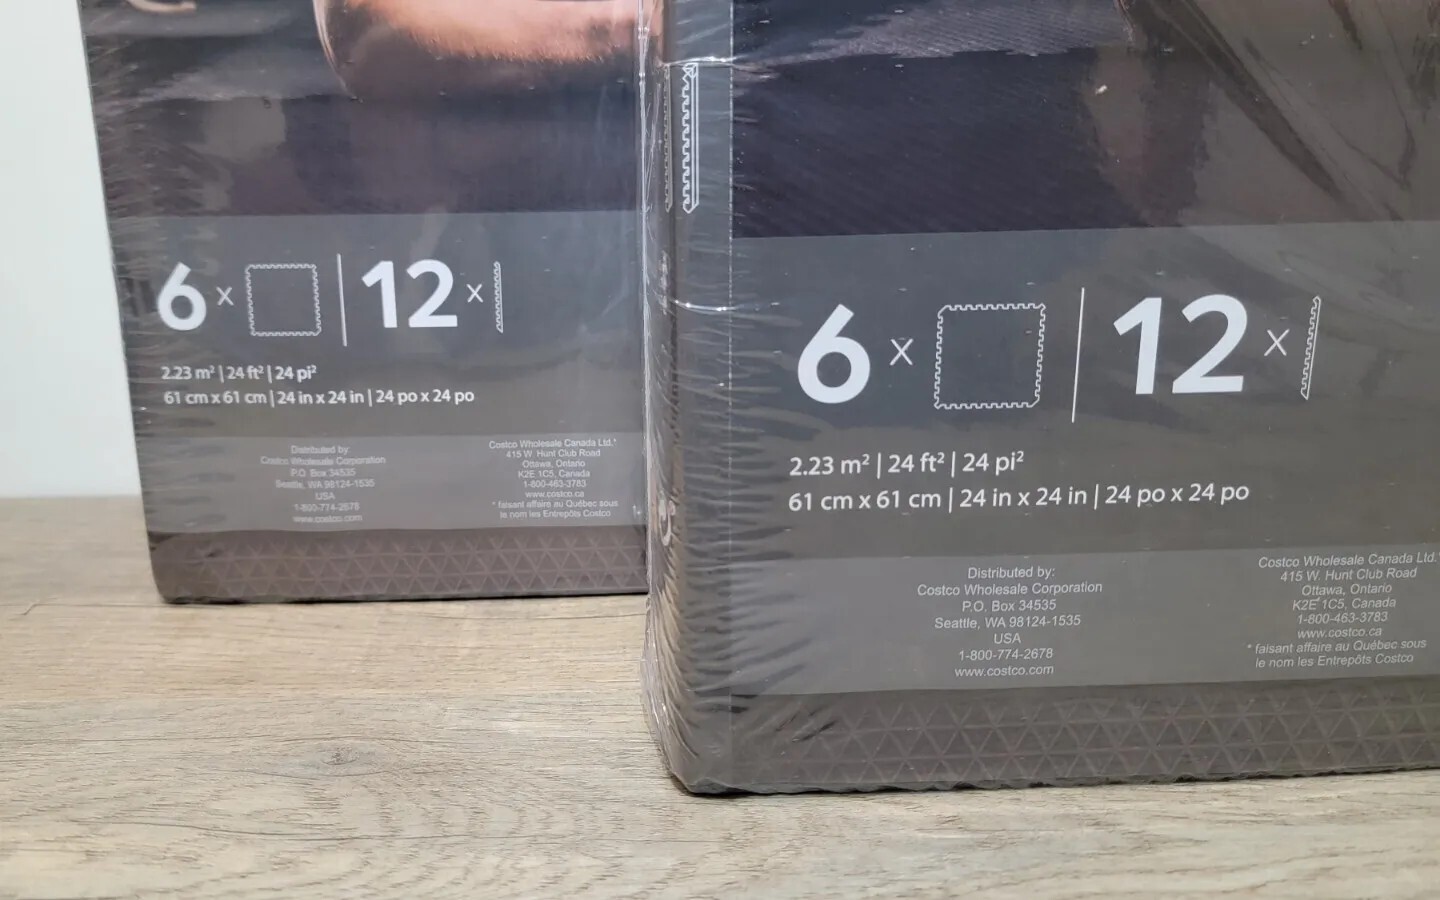 6 x | 12 x
2.23 m² | 24 ft² | 24 pi²
61 cm x 61 cm | 24 in x 24 in | 24 po x 24 po
Distributed by:
Costco Wholesale Corporation
P.O. Box 34535
Seattle, WA 98124-1535
USA
1-800-774-2678
www.costco.com
Costco Wholesale Canada Ltd.*
415 W. Hunt Club Road
Ottawa, Ontario
K2E 1C5, Canada
1-800-463-3783
www.costco.ca
* faisant affaire au Québec sous
le nom les Entrepôts Costco
6 x | 12 x
2.23 m² | 24 ft² | 24 pi²
61 cm x 61 cm | 24 in x 24 in | 24 po x 24 po
Distributed by:
Costco Wholesale Corporation
P.O. Box 34535
Seattle, WA 98124-1535
USA
1-800-774-2678
www.costco.com
Costco Wholesale Canada Ltd.*
415 W. Hunt Club Road
Ottawa, Ontario
K2E 1C5, Canada
1-800-463-3783
www.costco.ca
* faisant affaire au Québec sous
le nom les Entrepôts Costco